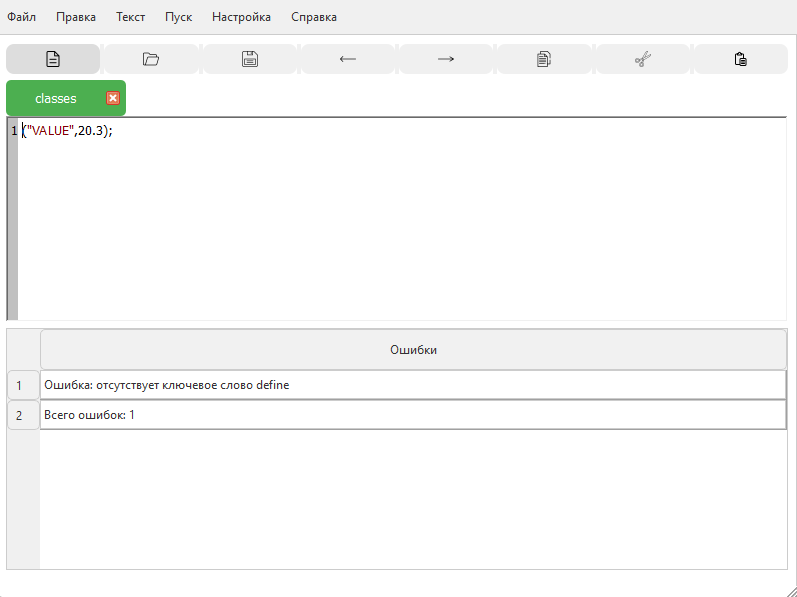 Файл Правка Текст Пуск Настройка Справка
classes
1 ("VALUE",20.3);
Ошибки
1 Ошибка: отсутствует ключевое слово define
2 Всего ошибок: 1